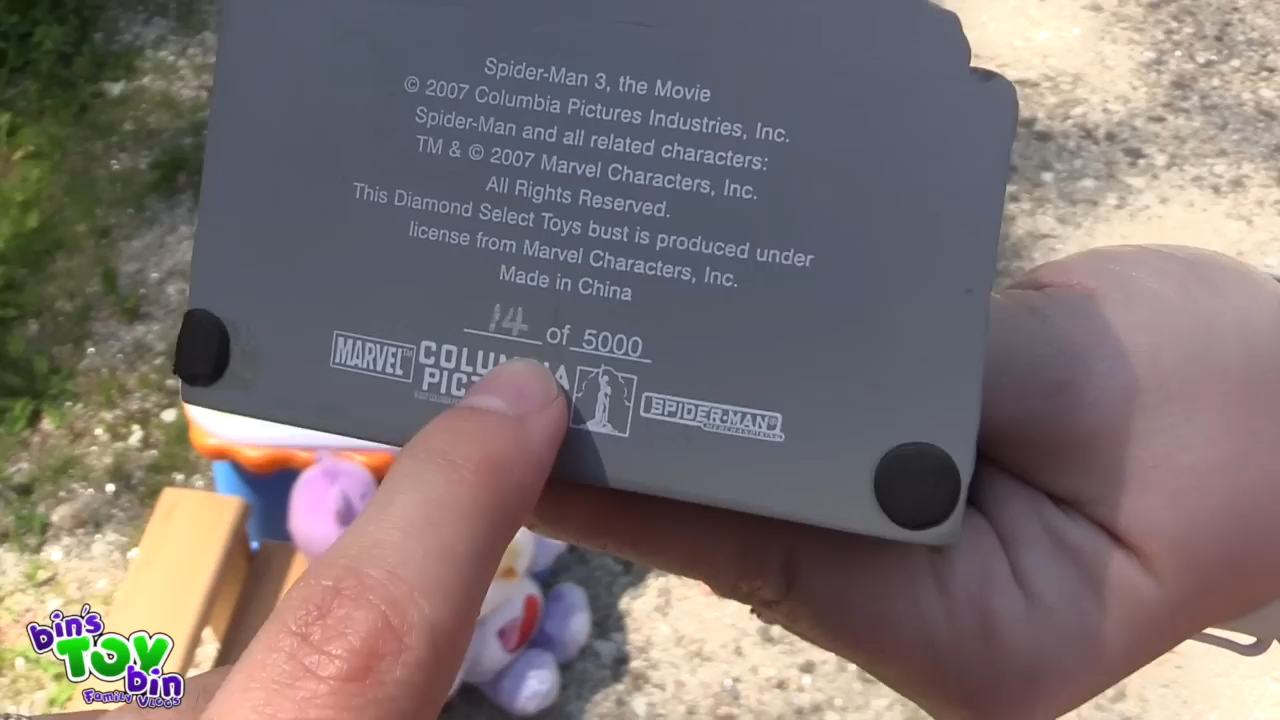 Spider-Man 3, the Movie
© 2007 Columbia Pictures Industries, Inc.
Spider-Man and all related characters:
TM & © 2007 Marvel Characters, Inc.
All Rights Reserved.
This Diamond Select Toys bust is produced under
license from Marvel Characters, Inc.
Made in China
14 of 5000
MARVEL™
SPIDER-MAN®
MERCHANDISING
bin's
TOY
bin
Family Vlogs